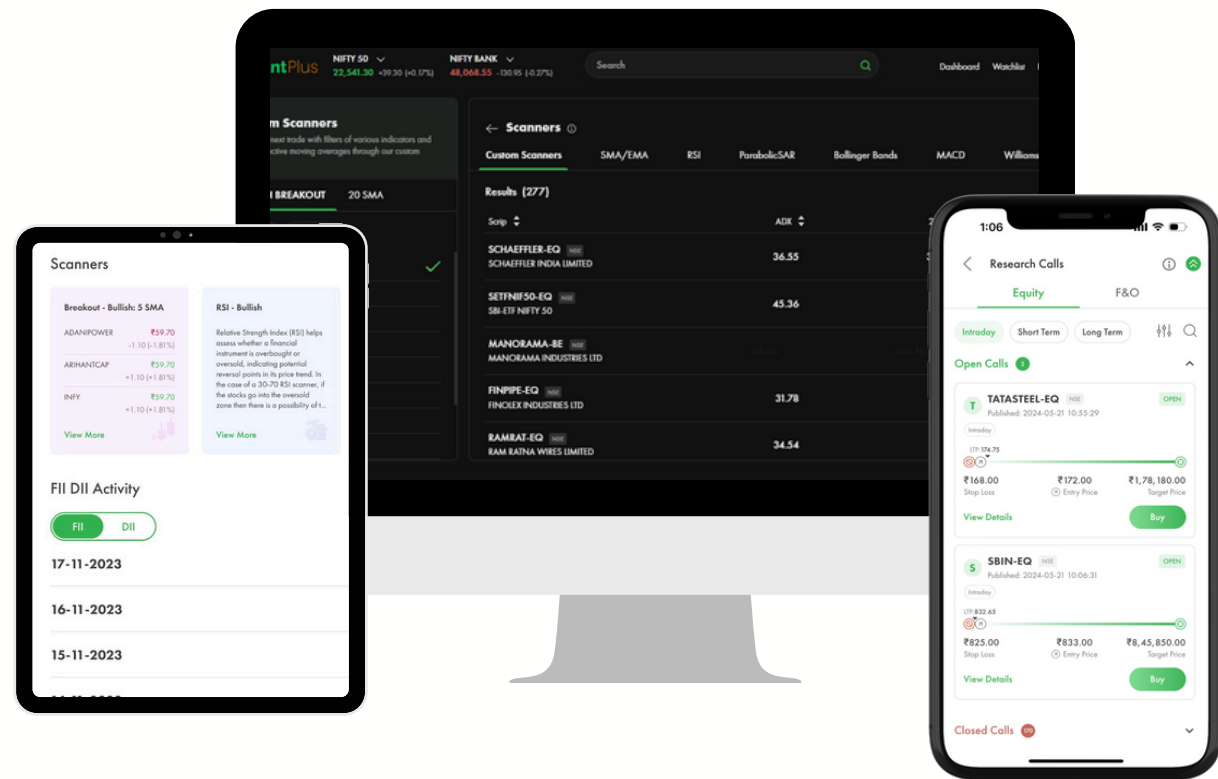 ntPlus
NIFTY 50
22,541.30 +39.30 (+0.17%)
NIFTY BANK
48,068.55 -130.95 (-0.27%)
Search
Dashboard Watchlist
m Scanners
next trade with filters of various indicators and
ective moving averages through our custom
BREAKOUT 20 SMA
Scanners
Custom Scanners SMA/EMA RSI ParabolicSAR Bollinger Bands MACD Williams
Results (277)
Scrip ADX 2
SCHAEFFLER-EQ NSE
SCHAEFFLER INDIA LIMITED
36.55
SETFNIF50-EQ NSE
SBI-ETF NIFTY 50
45.36
MANORAMA-BE NSE
MANORAMA INDUSTRIES LTD
FINPIPE-EQ NSE
FINOLEX INDUSTRIES LTD
31.78
RAMRAT-EQ NSE
RAM RATNA WIRES LIMITED
34.54
Scanners
Breakout - Bullish: 5 SMA
ADANIPOWER ₹59.70
-1.10 (-1.81%)
ARIHANTCAP ₹59.70
+1.10 (+1.81%)
INFY ₹59.70
+1.10 (+1.81%)
View More
RSI - Bullish
Relative Strength Index (RSI) helps
assess whether a financial
instrument is overbought or
oversold, indicating potential
reversal points in its price trend. In
the case of a 30-70 RSI scanner, if
the stocks go into the oversold
zone then there is a possibility of t...
View More
FII DII Activity
FII DII
17-11-2023
16-11-2023
15-11-2023
1:06
Research Calls
Equity F&O
Intraday Short Term Long Term
Open Calls
T
TATASTEEL-EQ NSE OPEN
Published: 2024-05-21 10:55:29
Intraday
LTP:174.75
₹168.00 ₹172.00 ₹1,78,180.00
Stop Loss Entry Price Target Price
View Details Buy
S
SBIN-EQ NSE OPEN
Published: 2024-05-21 10:06:31
Intraday
LTP:832.65
₹825.00 ₹833.00 ₹8,45,850.00
Stop Loss Entry Price Target Price
View Details Buy
Closed Calls 170